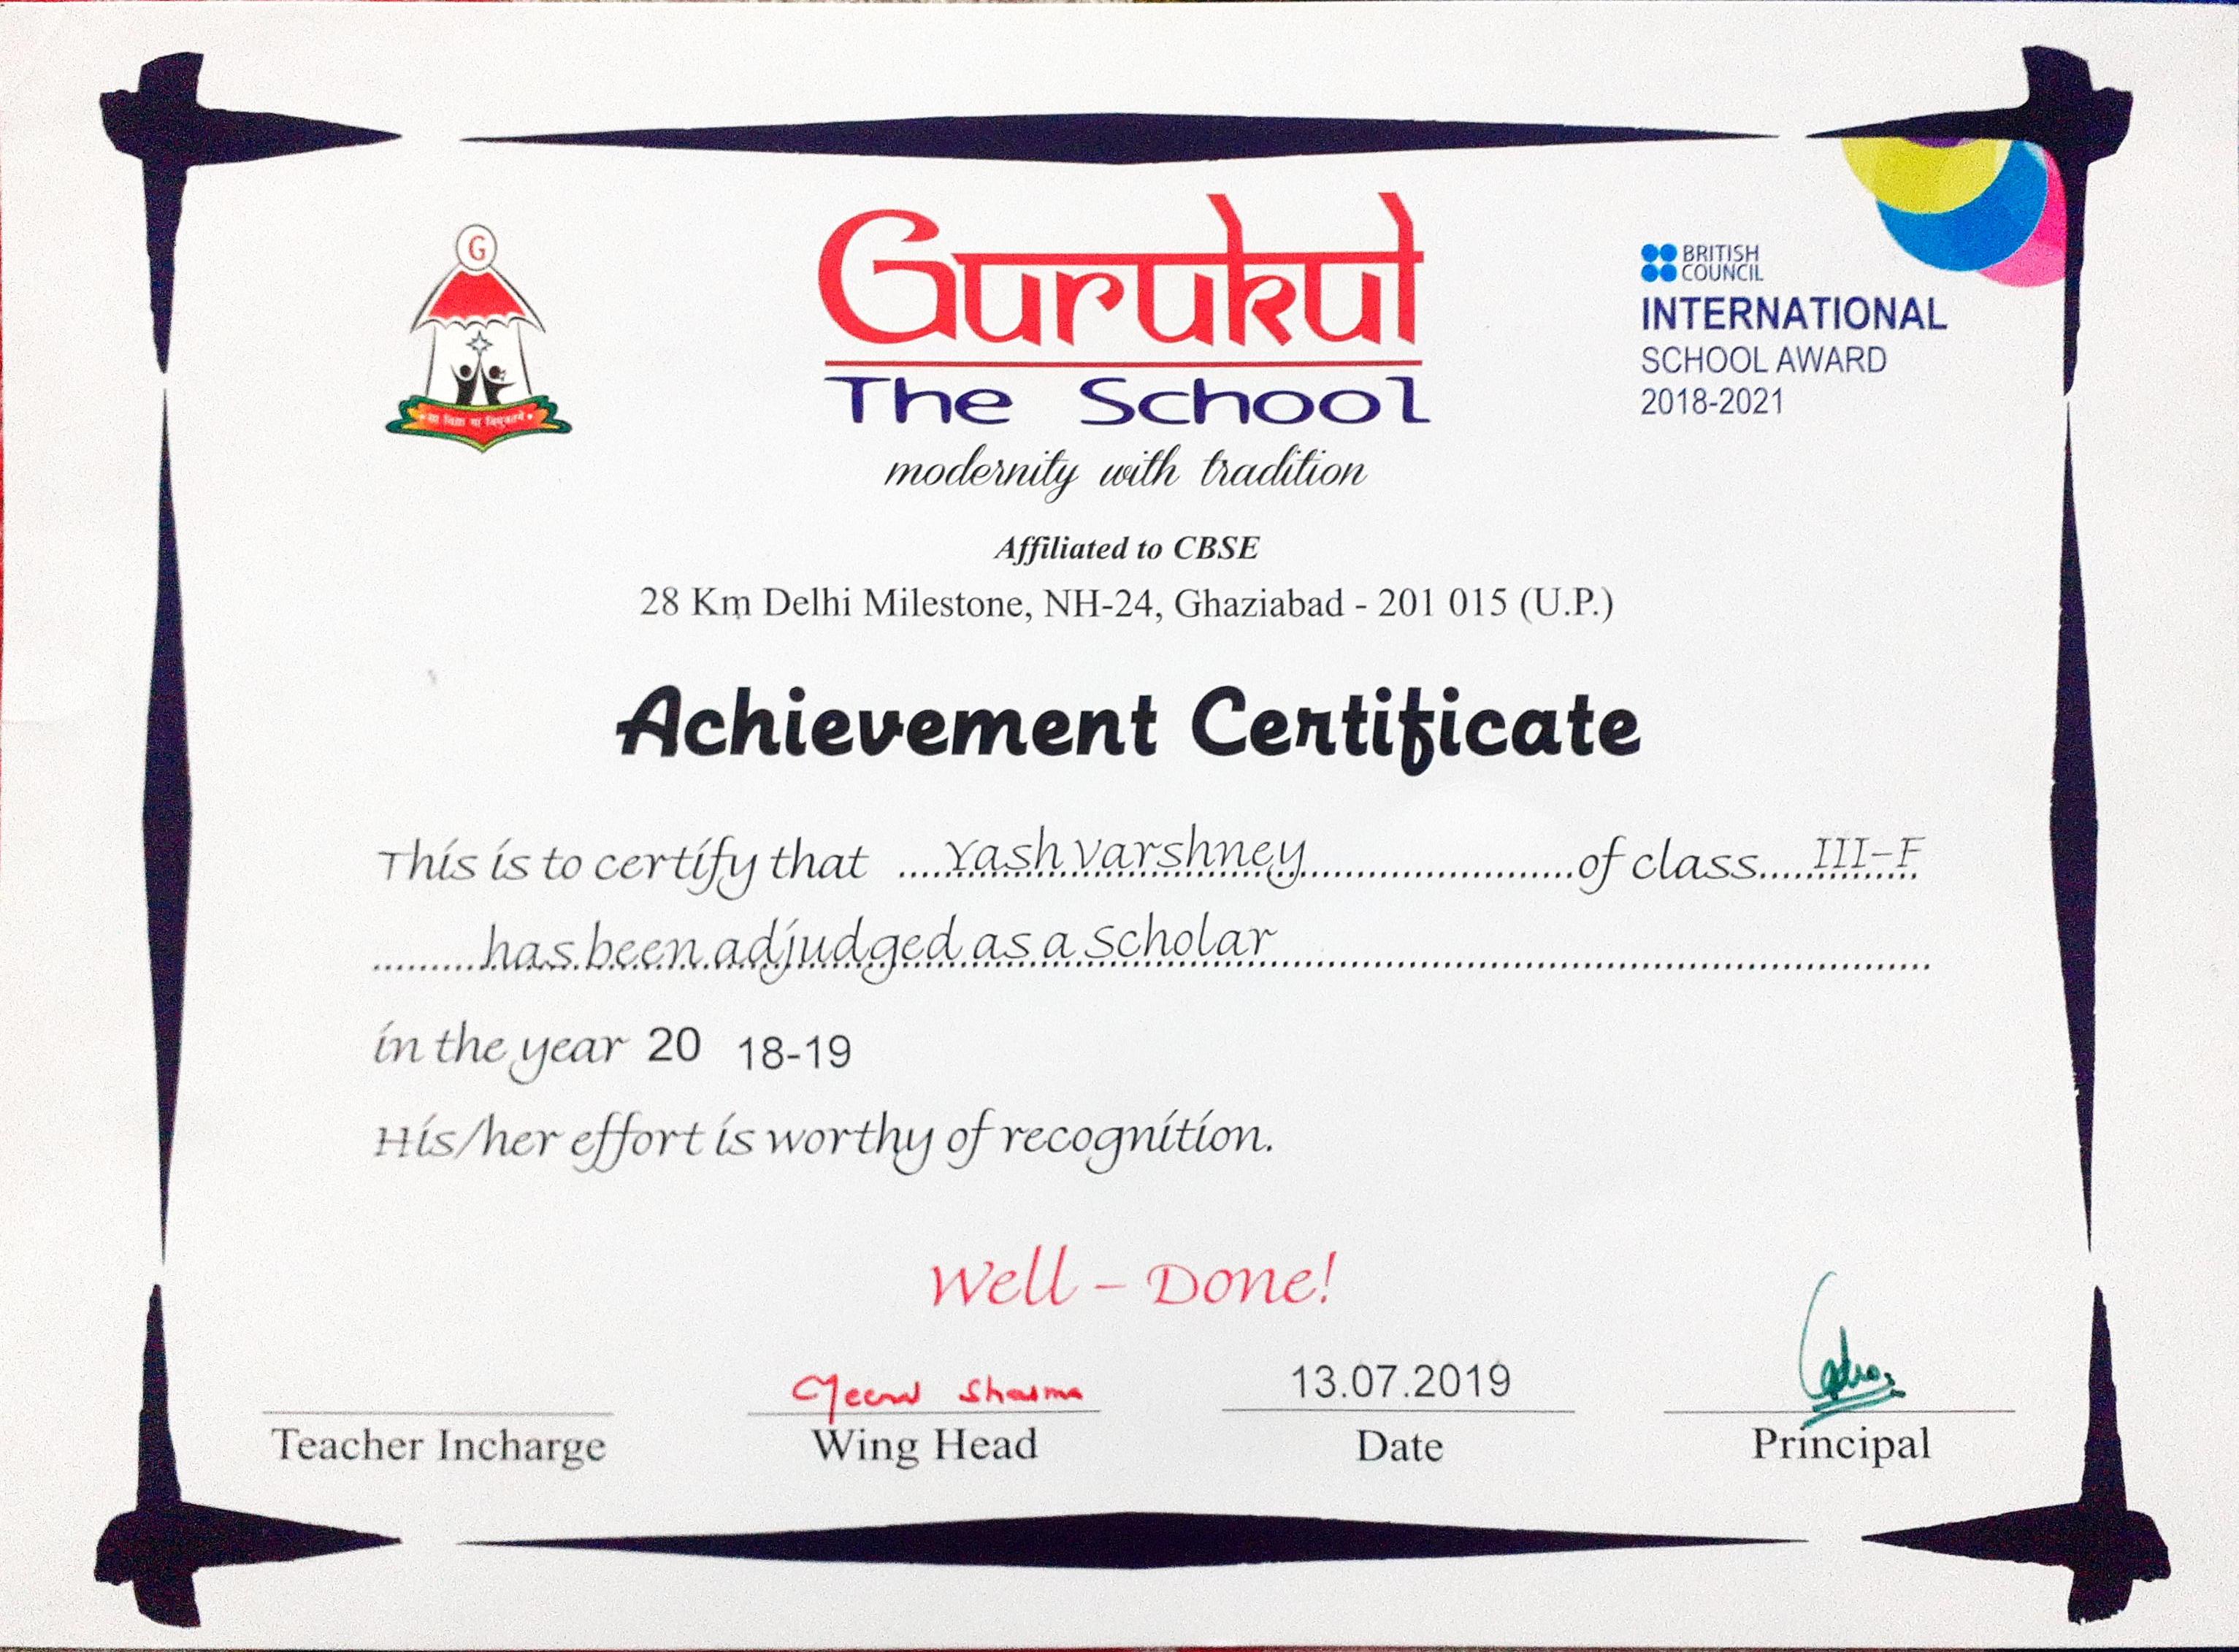 G
सा विद्या या विमुक्तये
Gurukul
The School
modernity with tradition
BRITISH
COUNCIL
INTERNATIONAL
SCHOOL AWARD
2018-2021
Affiliated to CBSE
28 Km Delhi Milestone, NH-24, Ghaziabad - 201 015 (U.P.)
Achievement Certificate
This is to certify that ....Yash Varshney....of class....III-F
....has been adjudged as a Scholar....
in the year 20 18-19
His/her effort is worthy of recognition.
Well - Done!
Sharma
13.07.2019
Teacher Incharge Wing Head Date Principal